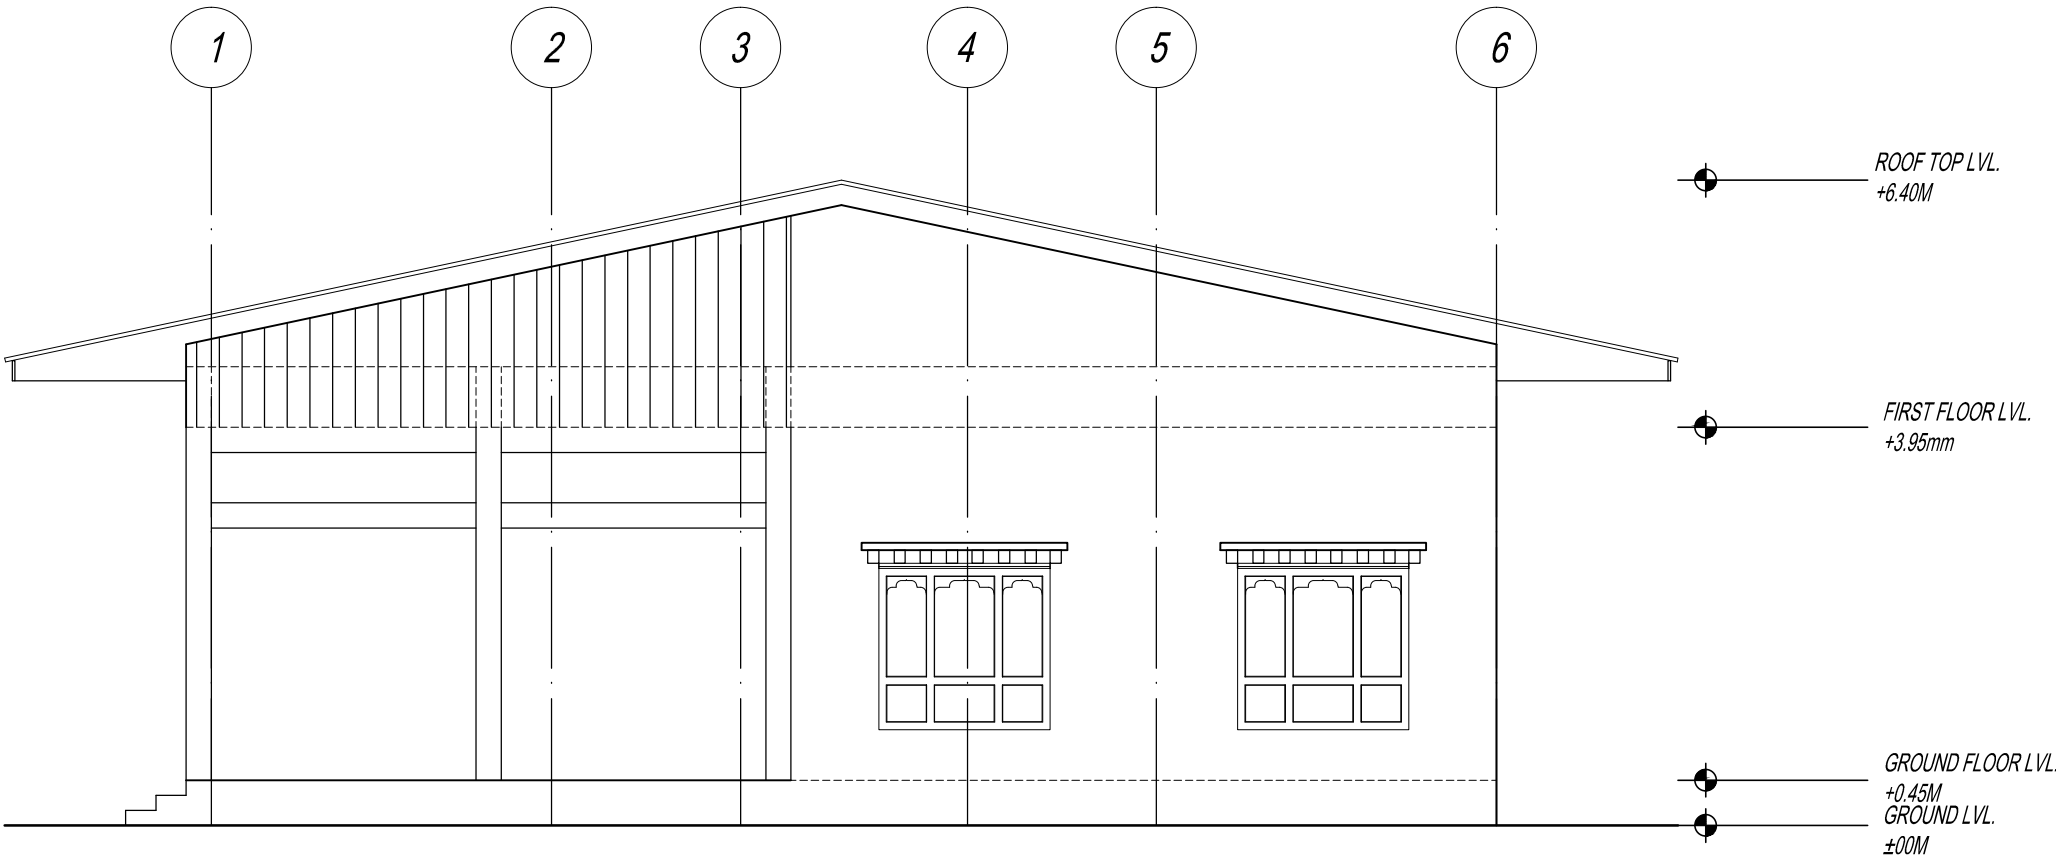 1 2 3 4 5 6
ROOF TOP LVL.
+6.40M
FIRST FLOOR LVL.
+3.95mm
GROUND FLOOR LVL.
+0.45M
GROUND LVL.
±00M